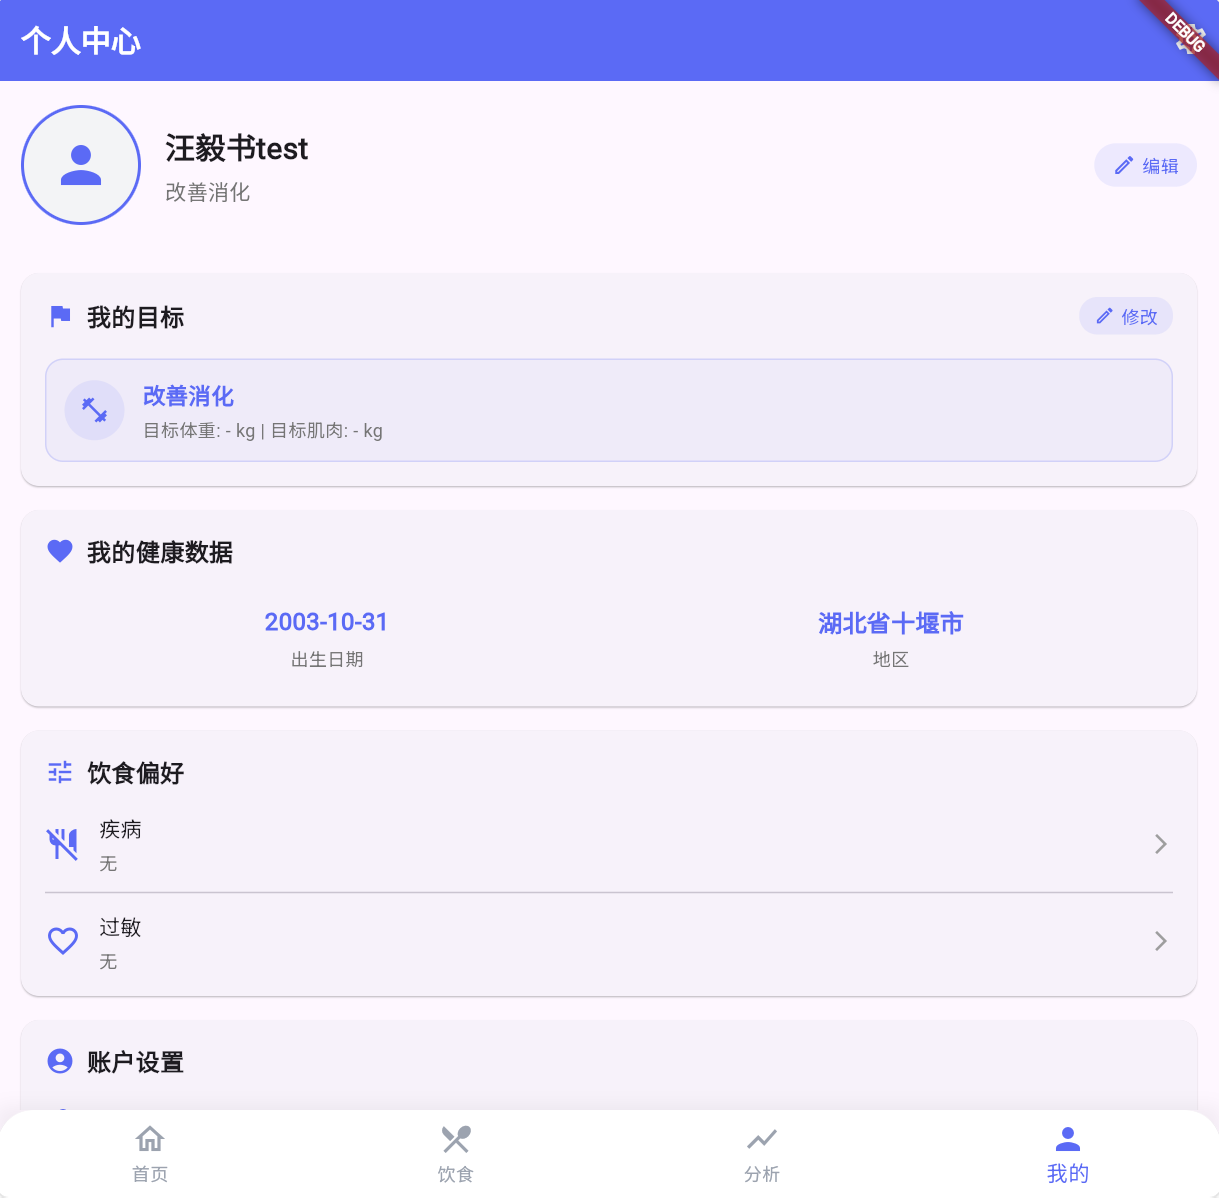 个人中心
DEBUG
汪毅书test
改善消化
编辑
我的目标
修改
改善消化
目标体重: - kg | 目标肌肉: - kg
我的健康数据
2003-10-31
湖北省十堰市
出生日期
地区
饮食偏好
疾病
无
过敏
无
账户设置
首页
饮食
分析
我的